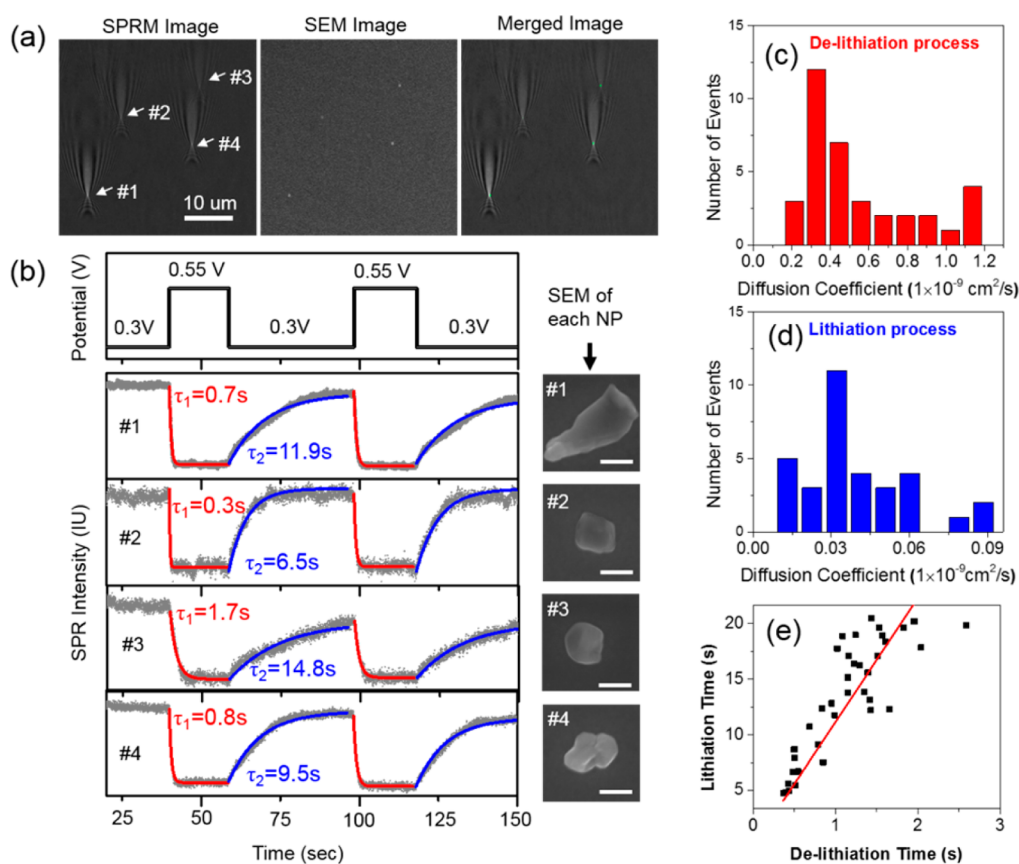 (a)
SPRM Image
SEM Image
Merged Image
#3
#2
#4
#1
10 um
(b)
Potential (V)
0.55 V
0.55 V
0.3V
0.3V
0.3V
SEM of
each NP
SPR Intensity (IU)
#1
τ1=0.7s
τ2=11.9s
#1
#2
τ1=0.3s
τ2=6.5s
#2
#3
τ1=1.7s
τ2=14.8s
#3
#4
τ1=0.8s
τ2=9.5s
#4
25 50 75 100 125 150
Time (sec)
(c)
De-lithiation process
Number of Events
15
10
5
0
0.0 0.2 0.4 0.6 0.8 1.0 1.2
Diffusion Coefficient (1×10-9 cm2/s)
(d)
Lithiation process
Number of Events
15
10
5
0
0.00 0.03 0.06 0.09
Diffusion Coefficient (1×10-9cm2/s)
(e)
Lithiation Time (s)
20
15
10
5
0 1 2 3
De-lithiation Time (s)